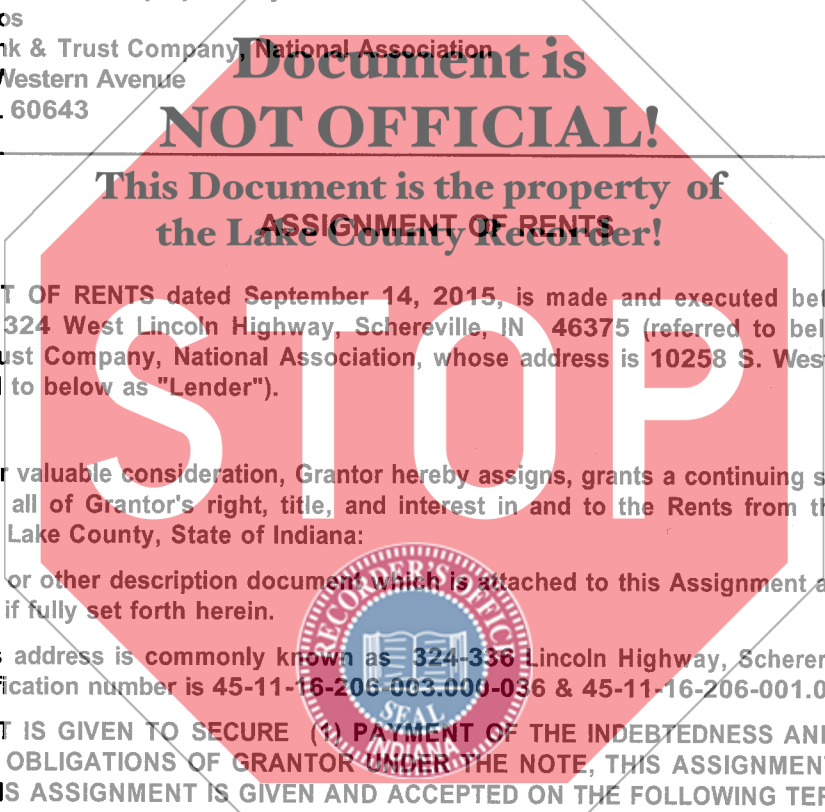 nk & Trust Company, National Association
Western Avenue
60643
Document is
NOT OFFICIAL!
This Document is the property of
the Lake County Recorder!
ASSIGNMENT OF RENTS
T OF RENTS dated September 14, 2015, is made and executed bet
324 West Lincoln Highway, Schereville, IN 46375 (referred to bel
ust Company, National Association, whose address is 10258 S. Wes
to below as "Lender").
r valuable consideration, Grantor hereby assigns, grants a continuing s
all of Grantor's right, title, and interest in and to the Rents from th
Lake County, State of Indiana:
or other description document which is attached to this Assignment a
if fully set forth herein.
s address is commonly known as 324-336 Lincoln Highway, Scherer
ication number is 45-11-16-206-003.000-036 & 45-11-16-206-001.0
T IS GIVEN TO SECURE (1) PAYMENT OF THE INDEBTEDNESS AND
OBLIGATIONS OF GRANTOR UNDER THE NOTE, THIS ASSIGNMENT
IS ASSIGNMENT IS GIVEN AND ACCEPTED ON THE FOLLOWING TER
STOP
RECORDER'S OFFICE
SEAL
INDIANA